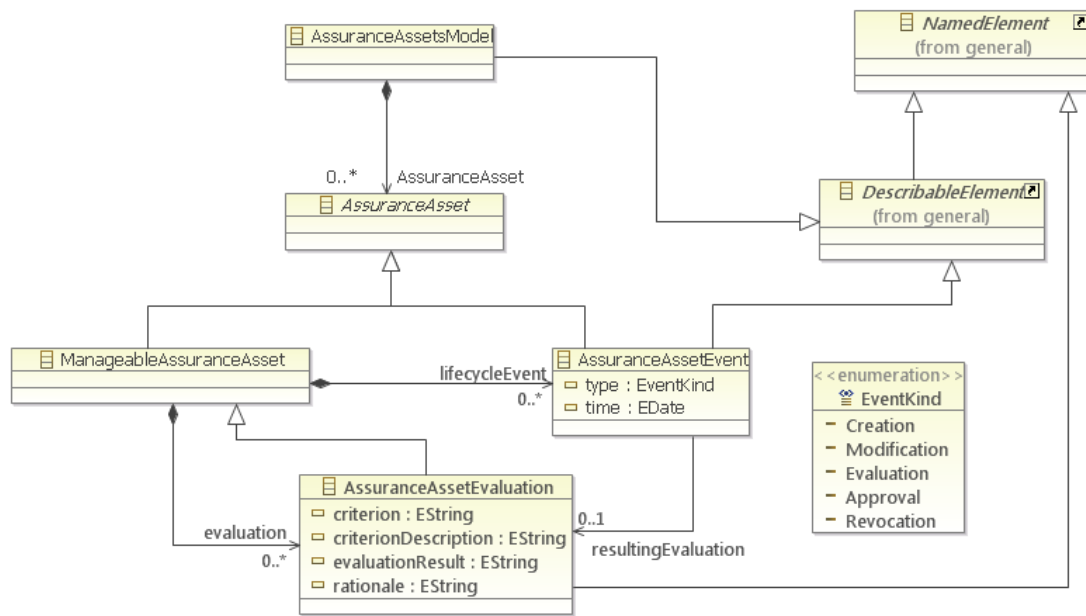 AssuranceAssetsModel
NamedElement
(from general)
0..*
AssuranceAsset
AssuranceAsset
DescribableElement
(from general)
ManageableAssuranceAsset
lifecycleEvent
0..*
AssuranceAssetEvent
type : EventKind
time : EDate
<<enumeration>>
EventKind
Creation
Modification
Evaluation
Approval
Revocation
evaluation
0..*
AssuranceAssetEvaluation
criterion : EString
criterionDescription : EString
evaluationResult : EString
rationale : EString
0..1
resultingEvaluation